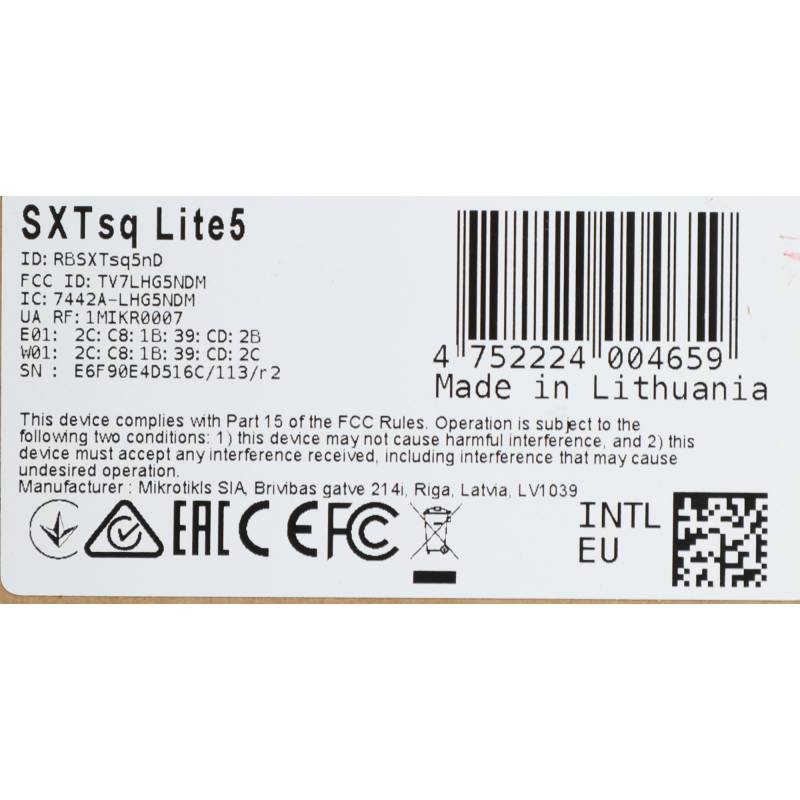 SXTsq Lite5
ID: RBSXTsq5nD
FCC ID: TV7LHG5NDM
IC: 7442A-LHG5NDM
UA RF: 1MIKR0007
E01: 2C: C8: 1B: 39: CD: 2B
W01: 2C: C8: 1B: 39: CD: 2C
SN : E6F90E4D516C/113/r2
4 752224 004659
Made in Lithuania
This device complies with Part 15 of the FCC Rules. Operation is subject to the
following two conditions: 1) this device may not cause harmful interference, and 2) this
device must accept any interference received, including interference that may cause
undesired operation.
Manufacturer : Mikrotikls SIA, Brivibas gatve 214i, Riga, Latvia, LV1039
EAC CE FC
INTL
EU